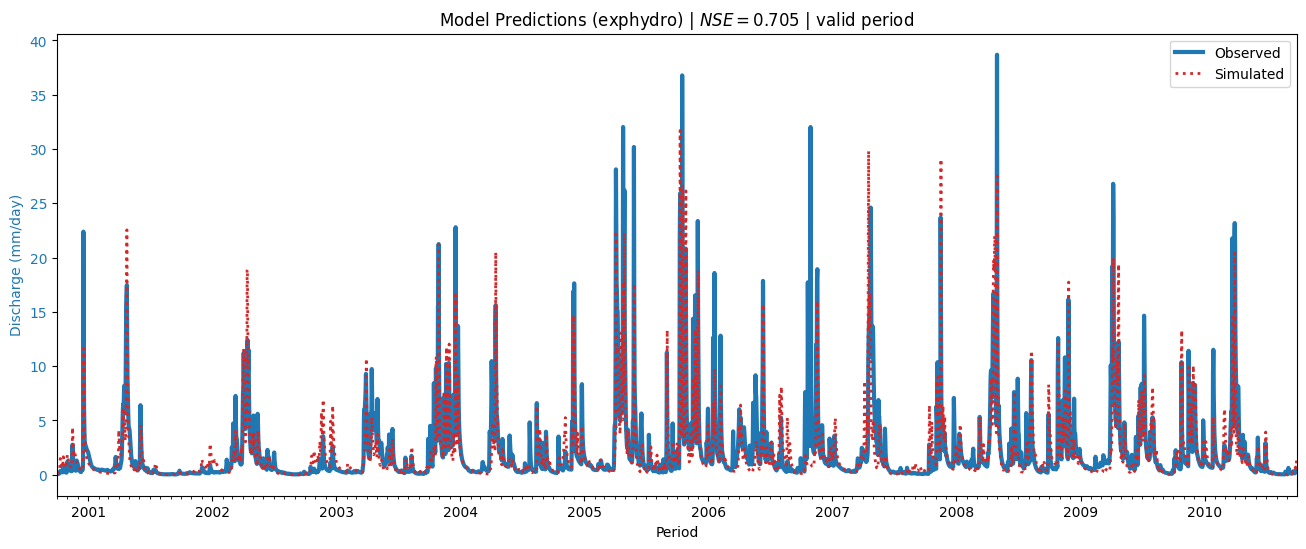 Model Predictions (exphydro) | NSE = 0.705 | valid period
Observed
Simulated
Discharge (mm/day)
40
35
30
25
20
15
10
5
0
2001 2002 2003 2004 2005 2006 2007 2008 2009 2010
Period